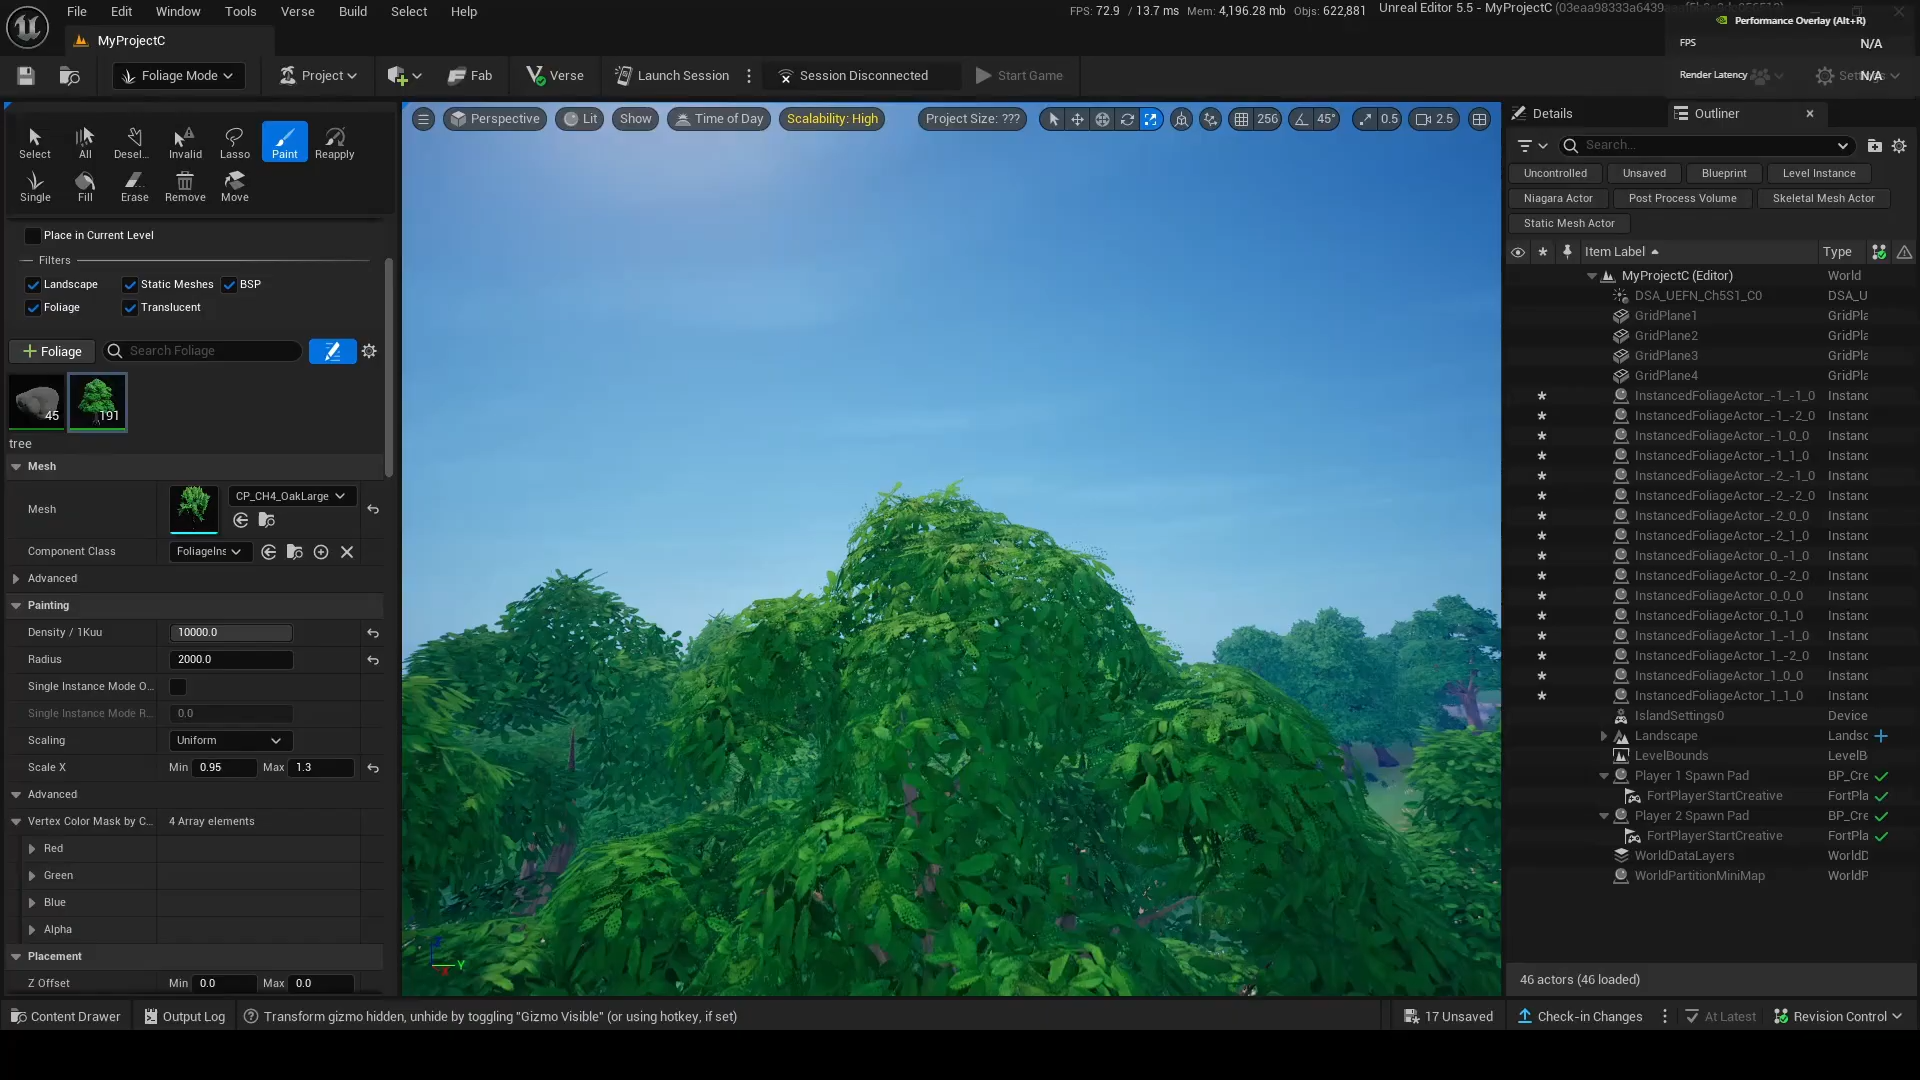 File Edit Window Tools Verse Build Select Help
FPS: 72.9 / 13.7 ms Mem: 4,196.28 mb Objs: 622,881 Unreal Editor 5.5 - MyProjectC
Performance Overlay (Alt+R)
MyProjectC
FPS N/A
Foliage Mode Project Fab Verse Launch Session Session Disconnected Start Game
Render Latency N/A
Perspective Lit Show Time of Day Scalability: High Project Size: ??? 256 45° 0.5 2.5
Details Outliner
Select All Desel... Invalid Lasso Paint Reapply
Search...
Single Fill Erase Remove Move
Uncontrolled Unsaved Blueprint Level Instance
Niagara Actor Post Process Volume Skeletal Mesh Actor
Static Mesh Actor
Place in Current Level
Filters
Landscape Static Meshes BSP
Foliage Translucent
Foliage Search Foliage
45 191
tree
Mesh
Mesh CP_CH4_OakLarge
Component Class FoliageIns
Advanced
Painting
Density / 1Kuu 10000.0
Radius 2000.0
Single Instance Mode O...
Single Instance Mode R... 0.0
Scaling Uniform
Scale X Min 0.95 Max 1.3
Advanced
Vertex Color Mask by C... 4 Array elements
Red
Green
Blue
Alpha
Placement
Z Offset Min 0.0 Max 0.0
Y
Item Label Type
MyProjectC (Editor) World
DSA_UEFN_Ch5S1_C0 DSA_U
GridPlane1 GridPla
GridPlane2 GridPla
GridPlane3 GridPla
GridPlane4 GridPla
InstancedFoliageActor_-1_-1_0 Instanc
InstancedFoliageActor_-1_-2_0 Instanc
InstancedFoliageActor_-1_0_0 Instanc
InstancedFoliageActor_-1_1_0 Instanc
InstancedFoliageActor_-2_-1_0 Instanc
InstancedFoliageActor_-2_-2_0 Instanc
InstancedFoliageActor_-2_0_0 Instanc
InstancedFoliageActor_-2_1_0 Instanc
InstancedFoliageActor_0_-1_0 Instanc
InstancedFoliageActor_0_-2_0 Instanc
InstancedFoliageActor_0_0_0 Instanc
InstancedFoliageActor_0_1_0 Instanc
InstancedFoliageActor_1_-1_0 Instanc
InstancedFoliageActor_1_-2_0 Instanc
InstancedFoliageActor_1_0_0 Instanc
InstancedFoliageActor_1_1_0 Instanc
IslandSettings0 Device
Landscape Landsc
LevelBounds LevelB
Player 1 Spawn Pad BP_Cre
FortPlayerStartCreative FortPla
Player 2 Spawn Pad BP_Cre
FortPlayerStartCreative FortPla
WorldDataLayers WorldD
WorldPartitionMiniMap WorldP
46 actors (46 loaded)
Content Drawer Output Log Transform gizmo hidden, unhide by toggling "Gizmo Visible" (or using hotkey, if set) 17 Unsaved Check-in Changes At Latest Revision Control